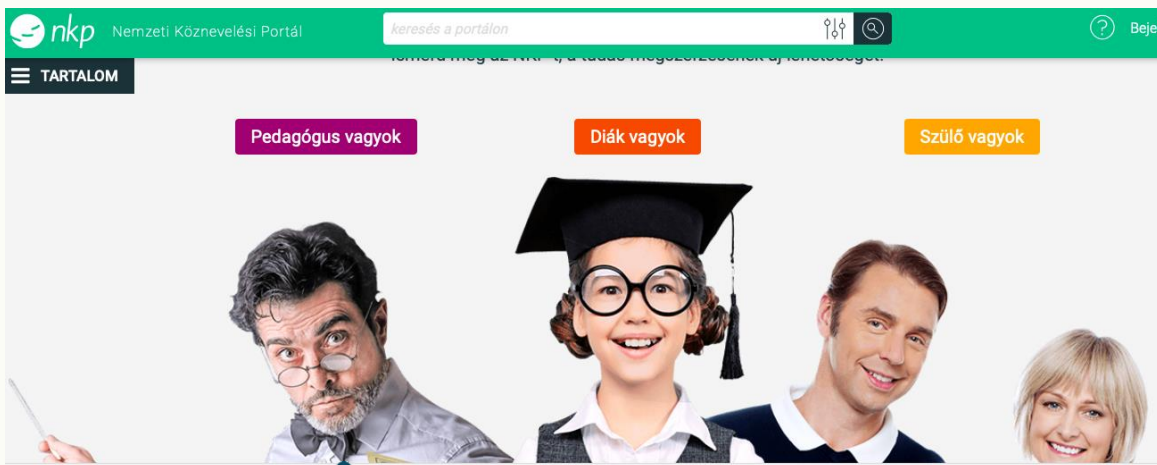 nkp Nemzeti Köznevelési Portál
keresés a portálon
? Beje
TARTALOM
Pedagógus vagyok
Diák vagyok
Szülő vagyok